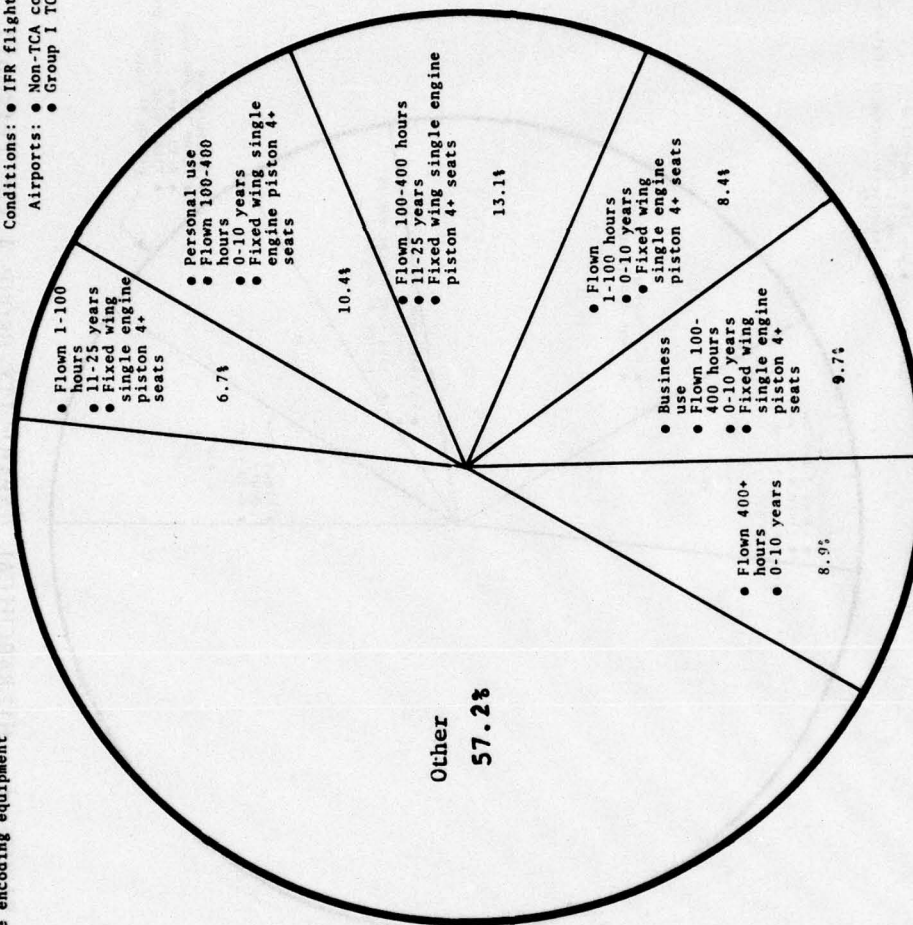 e encoding equipment
Conditions: • IFR flight
Airports: • Non-TCA co
• Group I TC
• Flown 1-100
hours
• 11-25 years
• Fixed wing
single engine
piston 4+
seats
6.7%
• Personal use
• Flown 100-400
hours
• 0-10 years
• Fixed wing single
engine piston 4+
seats
10.4%
• Flown 100-400 hours
• 11-25 years
• Fixed wing single engine
piston 4+ seats
13.1%
• Flown
1-100 hours
• 0-10 years
• Fixed wing
single engine
piston 4+ seats
8.4%
• Business
use
• Flown 100-
400 hours
• 0-10 years
• Fixed wing
single engine
piston 4+
seats
9.7%
• Flown 400+
hours
• 0-10 years
8.9%
Other
57.2%